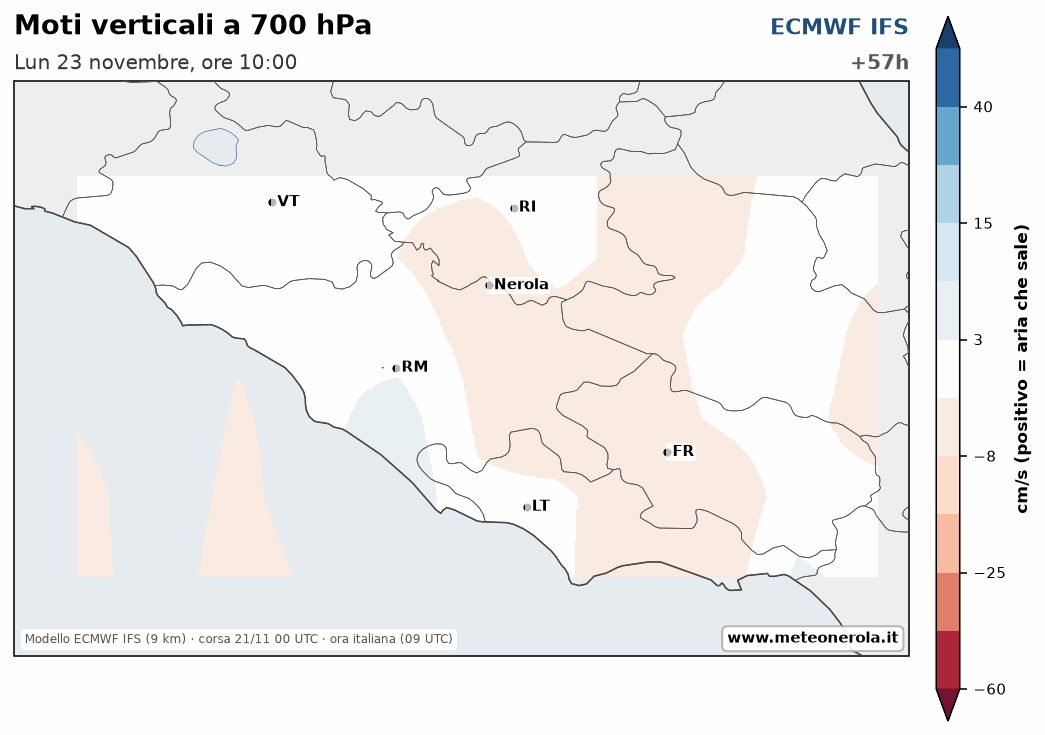 Moti verticali a 700 hPa
ECMWF IFS
Lun 23 novembre, ore 10:00
+57h
VT
RI
Nerola
RM
FR
LT
40
15
3
−8
−25
−60
cm/s (positivo = aria che sale)
Modello ECMWF IFS (9 km) · corsa 21/11 00 UTC · ora italiana (09 UTC)
www.meteonerola.it